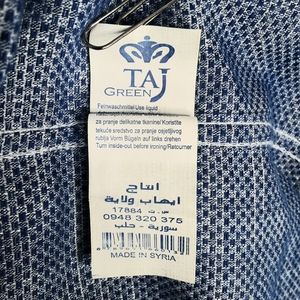 TAJ
GREEN
Feinwaschmittel/Use liquid
za pranje delikatne tkanine/Koristite
tekuće sredstvo za pranje osjetljivog
rublja Vorm Bügeln auf links drehen
Turn inside-out before ironing/Retourner
انتاج
ايهاب ولاية
س.ت 17884
0948 320 375
سورية - حلب
MADE IN SYRIA